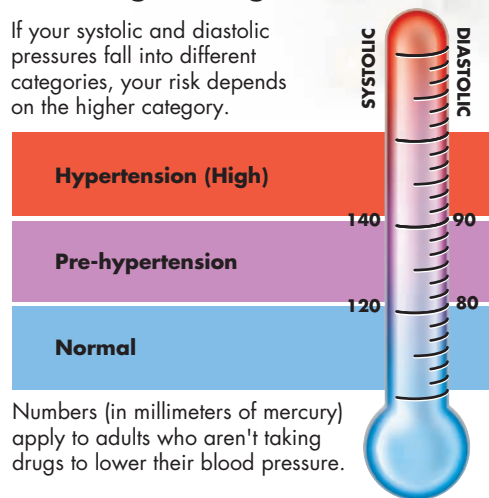 If your systolic and diastolic
pressures fall into different
categories, your risk depends
on the higher category.
SYSTOLIC
DIASTOLIC
Hypertension (High)
140
90
Pre-hypertension
120
80
Normal
Numbers (in millimeters of mercury)
apply to adults who aren't taking
drugs to lower their blood pressure.